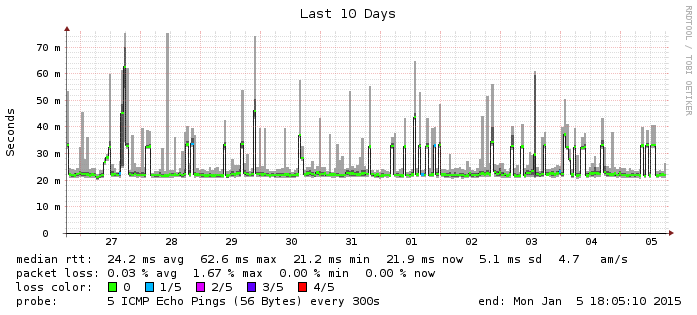 Last 10 Days
RRDTOOL / TOBI OETIKER
Seconds
70 m
60 m
50 m
40 m
30 m
20 m
10 m
0
27 28 29 30 31 01 02 03 04 05
median rtt: 24.2 ms avg 62.6 ms max 21.2 ms min 21.9 ms now 5.1 ms sd 4.7 am/s
packet loss: 0.03 % avg 1.67 % max 0.00 % min 0.00 % now
loss color: 0 1/5 2/5 3/5 4/5
probe: 5 ICMP Echo Pings (56 Bytes) every 300s end: Mon Jan 5 18:05:10 2015